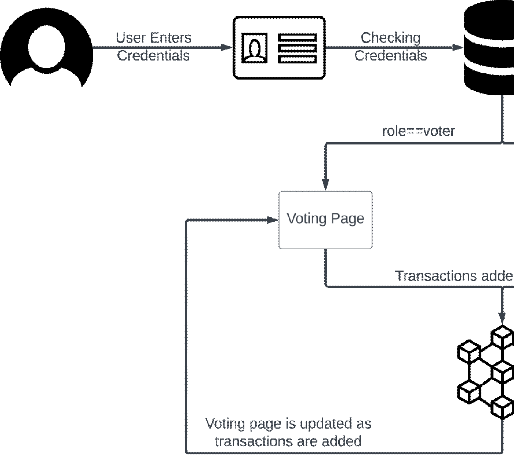 User Enters
Credentials
Checking
Credentials
role==voter
Voting Page
Transactions adde
Voting page is updated as
transactions are added